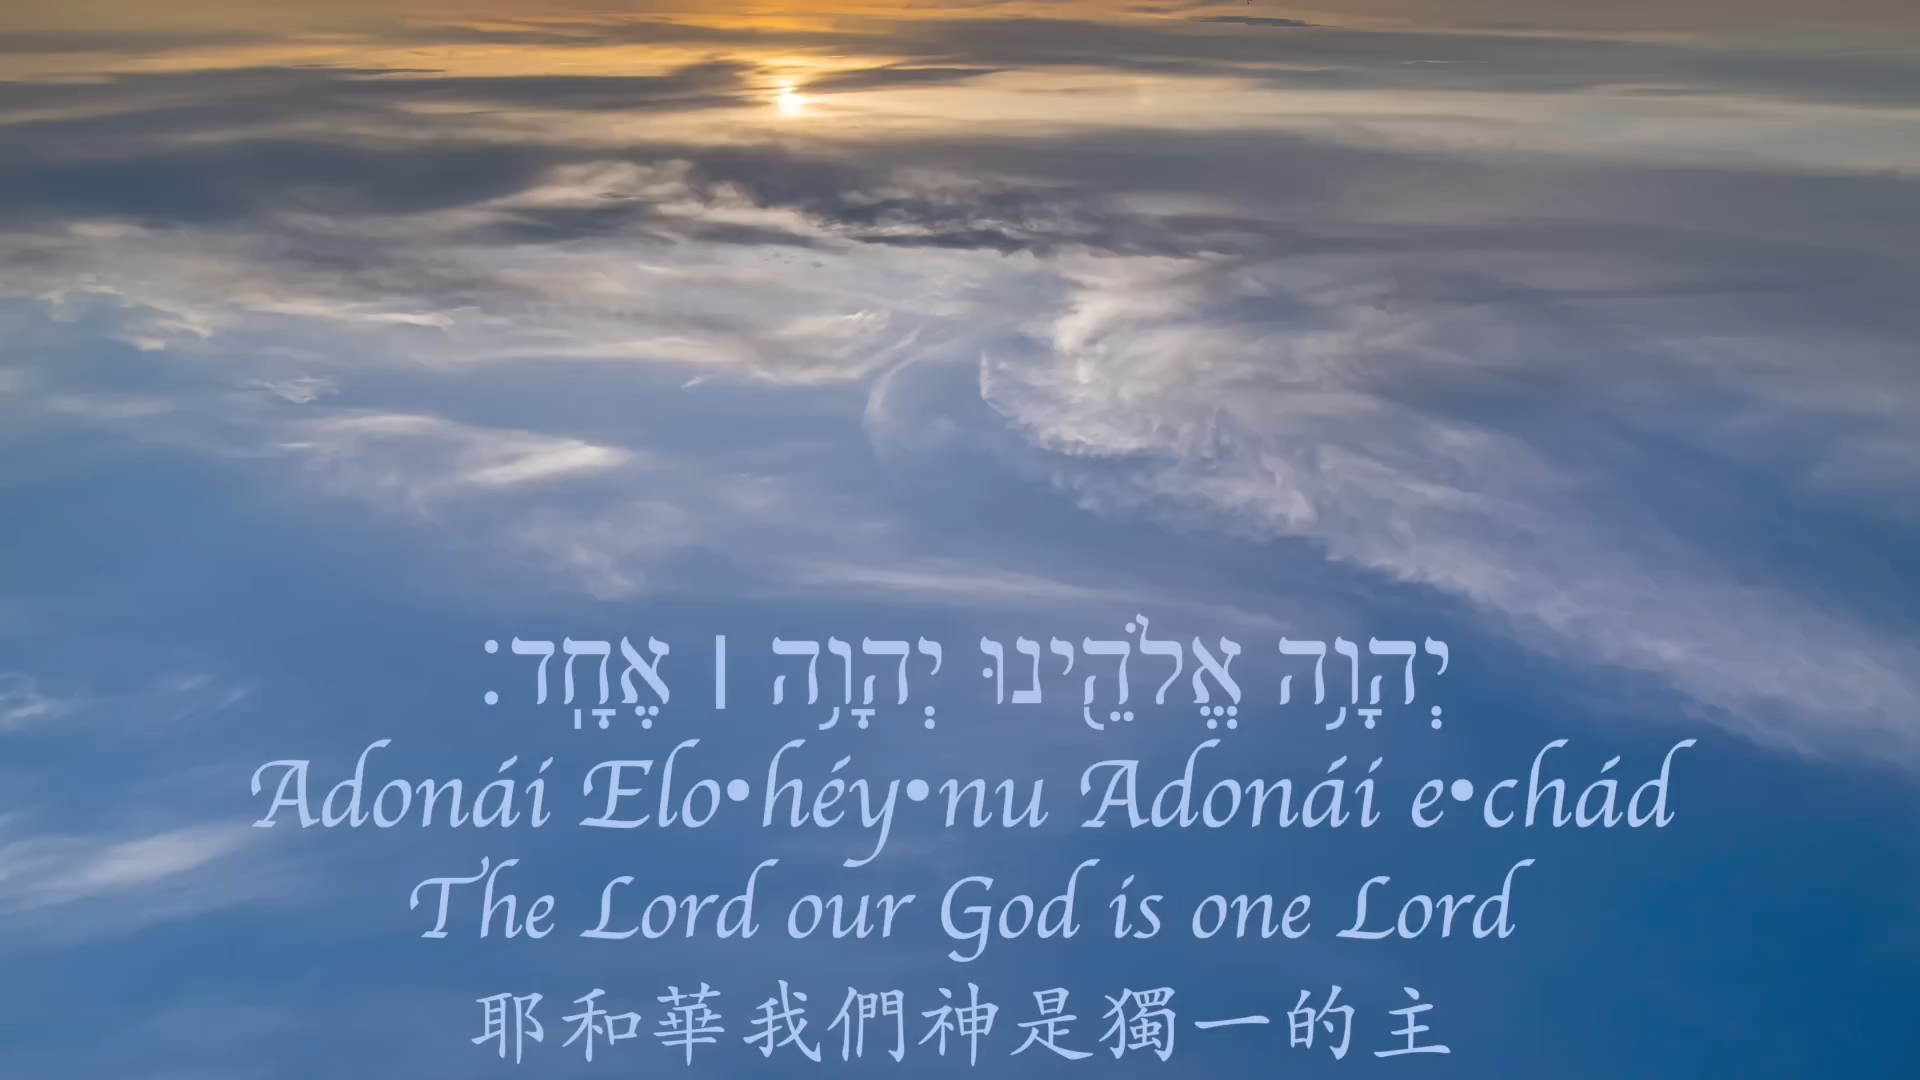 יְהוָ֥ה אֱלֹהֵ֖ינוּ יְהוָ֥ה ׀ אֶחָֽד׃
Adonái Elo•héy•nu Adonái e•chád
The Lord our God is one Lord
耶和華我們神是獨一的主